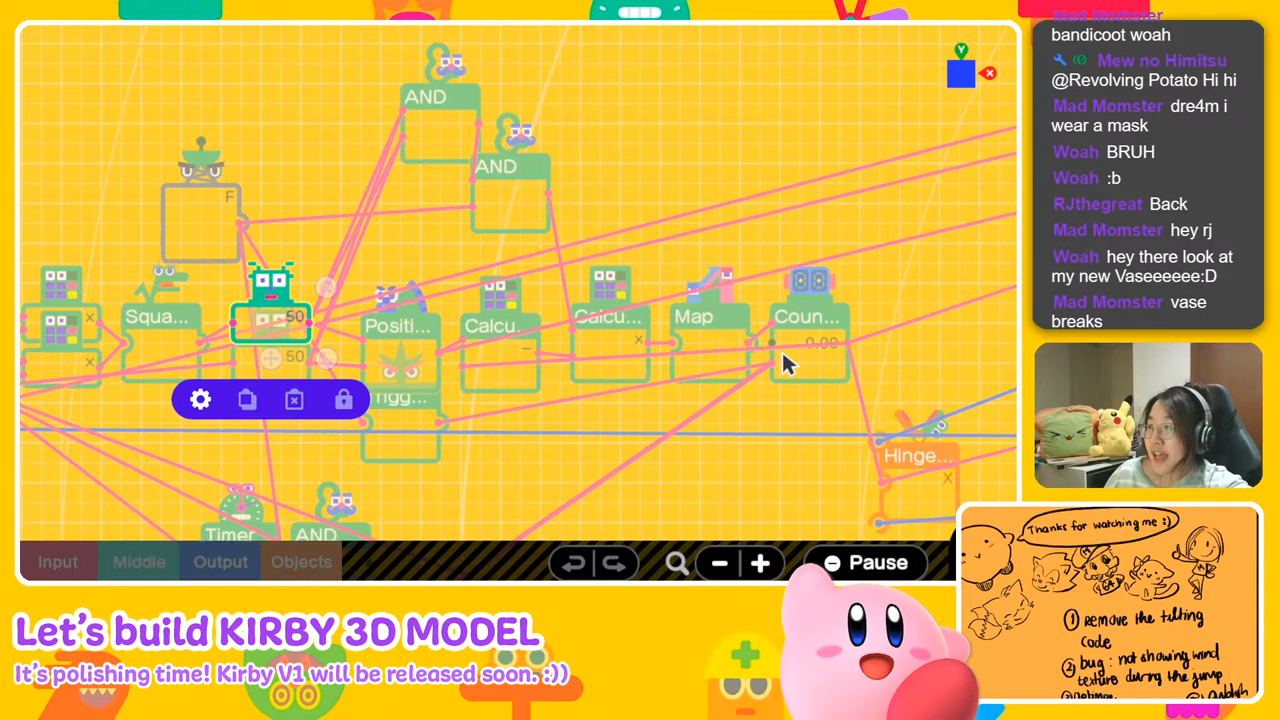 AND
AND
F
Squa...
50
50
×
×
Positi...
Calcu...
−
Calcu...
×
Map
Coun...
0.00
Timer
AND
Hinge...
X
Y
X
Input
Middle
Output
Objects
Pause
Mad Momster
bandicoot woah
Mew no Himitsu
@Revolving Potato Hi hi
Mad Momster dre4m i
wear a mask
Woah BRUH
Woah :b
RJthegreat Back
Mad Momster hey rj
Woah hey there look at
my new Vaseeeeee:D
Mad Momster vase
breaks
Thanks for watching me :)
① Remove the tilting
code
② bug: not showing wind
texture during the jump
Let's build KIRBY 3D MODEL
It's polishing time! Kirby V1 will be released soon. :))